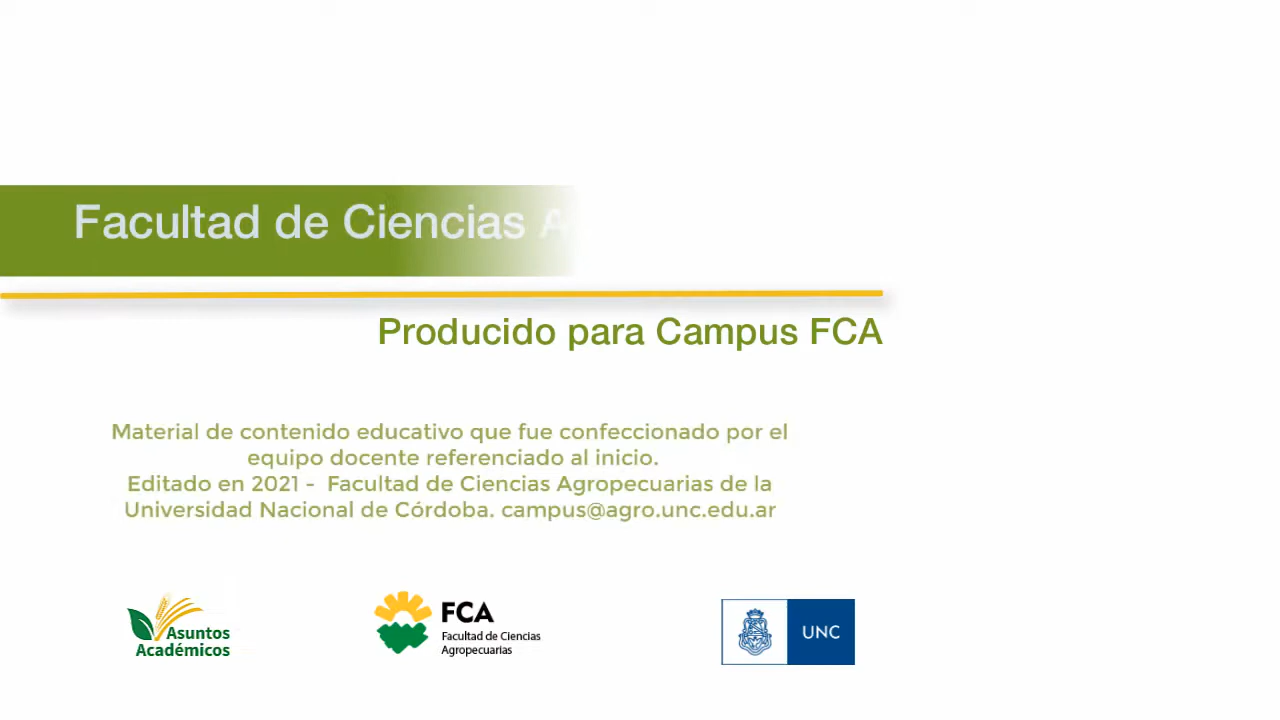 Facultad de Ciencias A
Producido para Campus FCA
Material de contenido educativo que fue confeccionado por el
equipo docente referenciado al inicio.
Editado en 2021 - Facultad de Ciencias Agropecuarias de la
Universidad Nacional de Córdoba. campus@agro.unc.edu.ar
Asuntos
Académicos
FCA
Facultad de Ciencias
Agropecuarias
UNC